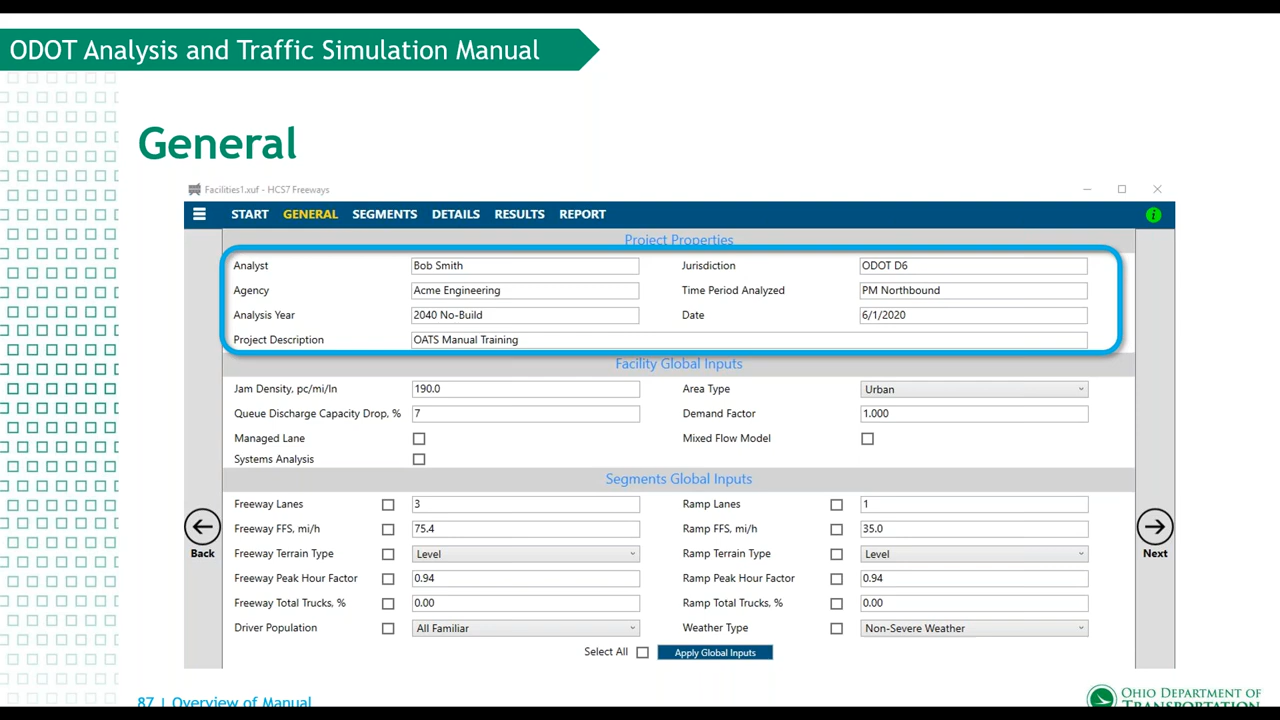 ODOT Analysis and Traffic Simulation Manual
General
Facilities1.xuf - HCS7 Freeways
START GENERAL SEGMENTS DETAILS RESULTS REPORT
Project Properties
Analyst Bob Smith Jurisdiction ODOT D6
Agency Acme Engineering Time Period Analyzed PM Northbound
Analysis Year 2040 No-Build Date 6/1/2020
Project Description OATS Manual Training
Facility Global Inputs
Jam Density, pc/mi/ln 190.0 Area Type Urban
Queue Discharge Capacity Drop, % 7 Demand Factor 1.000
Managed Lane Mixed Flow Model
Systems Analysis
Segments Global Inputs
Freeway Lanes 3 Ramp Lanes 1
Freeway FFS, mi/h 75.4 Ramp FFS, mi/h 35.0
Freeway Terrain Type Level Ramp Terrain Type Level
Freeway Peak Hour Factor 0.94 Ramp Peak Hour Factor 0.94
Freeway Total Trucks, % 0.00 Ramp Total Trucks, % 0.00
Driver Population All Familiar Weather Type Non-Severe Weather
Select All Apply Global Inputs
Back Next
87 | Overview of Manual
OHIO DEPARTMENT OF
TRANSPORTATION